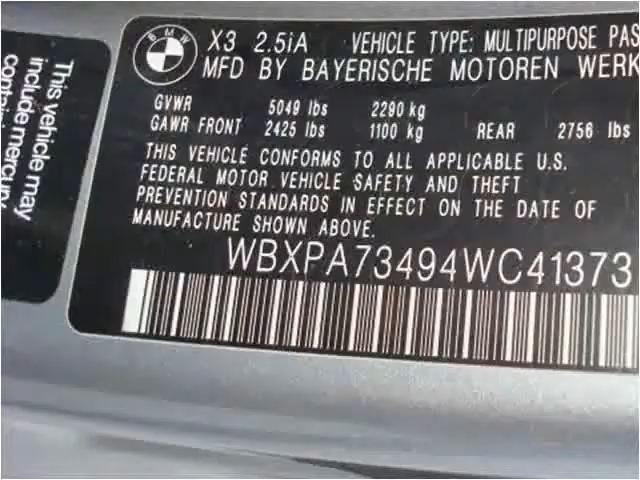 This vehicle may
include mercury
BMW
X3 2.5iA VEHICLE TYPE: MULTIPURPOSE PAS
MFD BY BAYERISCHE MOTOREN WERK
GVWR 5049 lbs 2290 kg
GAWR FRONT 2425 lbs 1100 kg REAR 2756 lbs
THIS VEHICLE CONFORMS TO ALL APPLICABLE U.S.
FEDERAL MOTOR VEHICLE SAFETY AND THEFT
PREVENTION STANDARDS IN EFFECT ON THE DATE OF
MANUFACTURE SHOWN ABOVE.
WBXPA73494WC41373